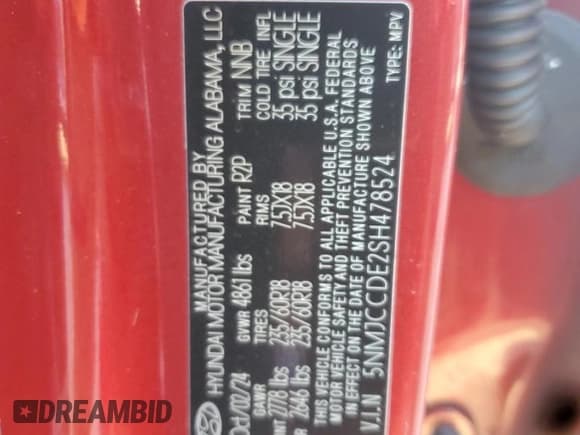 MANUFACTURED BY
HYUNDAI MOTOR MANUFACTURING ALABAMA, LLC
Oct/02/24 GVWR 4861 lbs PAINT R2P TRIM NNB
GAWR TIRES RIMS COLD TIRE INFL
2778 lbs 235/60R18 7.5JX18 35 psi SINGLE
2646 lbs 235/60R18 7.5JX18 35 psi SINGLE
THIS VEHICLE CONFORMS TO ALL APPLICABLE U.S.A. FEDERAL
MOTOR VEHICLE SAFETY AND THEFT PREVENTION STANDARDS
IN EFFECT ON THE DATE OF MANUFACTURE SHOWN ABOVE
V.I.N 5NMJCCDE2SH478524
TYPE: MPV
DREAMBID